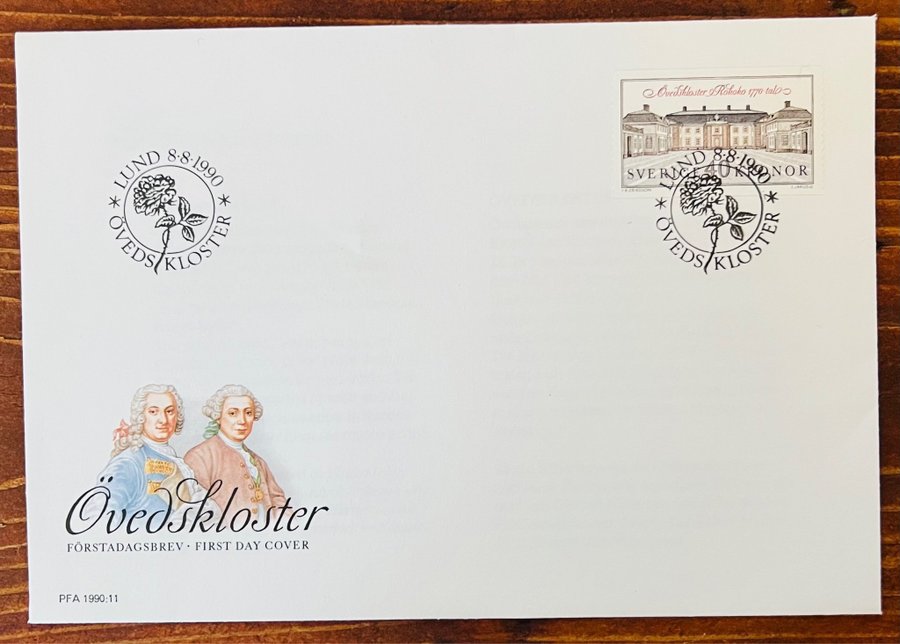 Övedskloster Rokoko 1770-tal
SVERIGE 40 KRONOR
LUND 8·8·1990
* ÖVEDSKLOSTER *
LUND 8·8·1990
* ÖVEDSKLOSTER *
Övedskloster
FÖRSTADAGSBREV · FIRST DAY COVER
PFA 1990:11